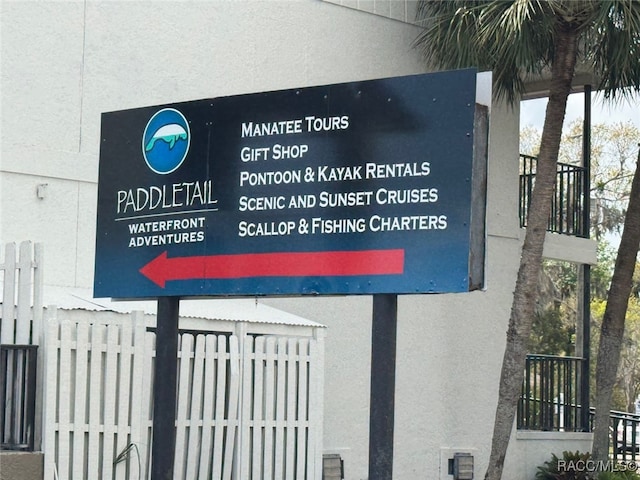 PADDLETAIL
WATERFRONT
ADVENTURES
MANATEE TOURS
GIFT SHOP
PONTOON & KAYAK RENTALS
SCENIC AND SUNSET CRUISES
SCALLOP & FISHING CHARTERS
RACC/MLS©